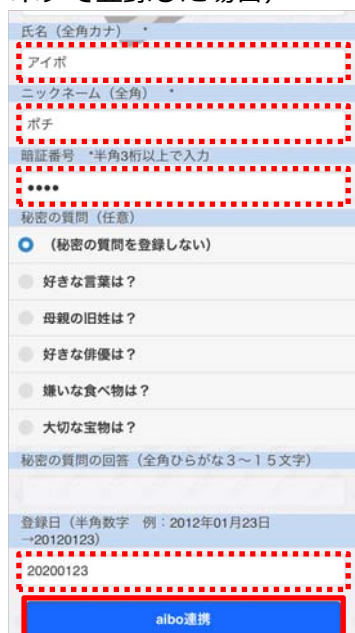 氏名（全角カナ） *
アイボ
ニックネーム（全角） *
ポチ
暗証番号 *半角3桁以上で入力
••••
秘密の質問（任意）
（秘密の質問を登録しない）
好きな言葉は？
母親の旧姓は？
好きな俳優は？
嫌いな食べ物は？
大切な宝物は？
秘密の質問の回答（全角ひらがな３～１５文字）
登録日（半角数字　例：2012年01月23日
→20120123）
20200123
aibo連携